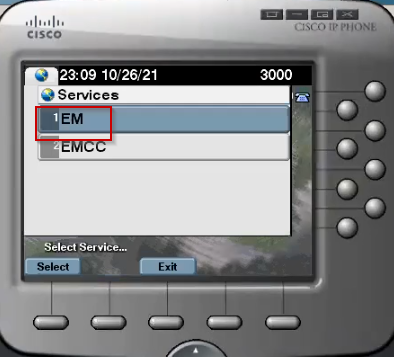 CISCO
CISCO IP PHONE
23:09 10/26/21 3000
Services
1 EM
2 EMCC
Select Service...
Select Exit